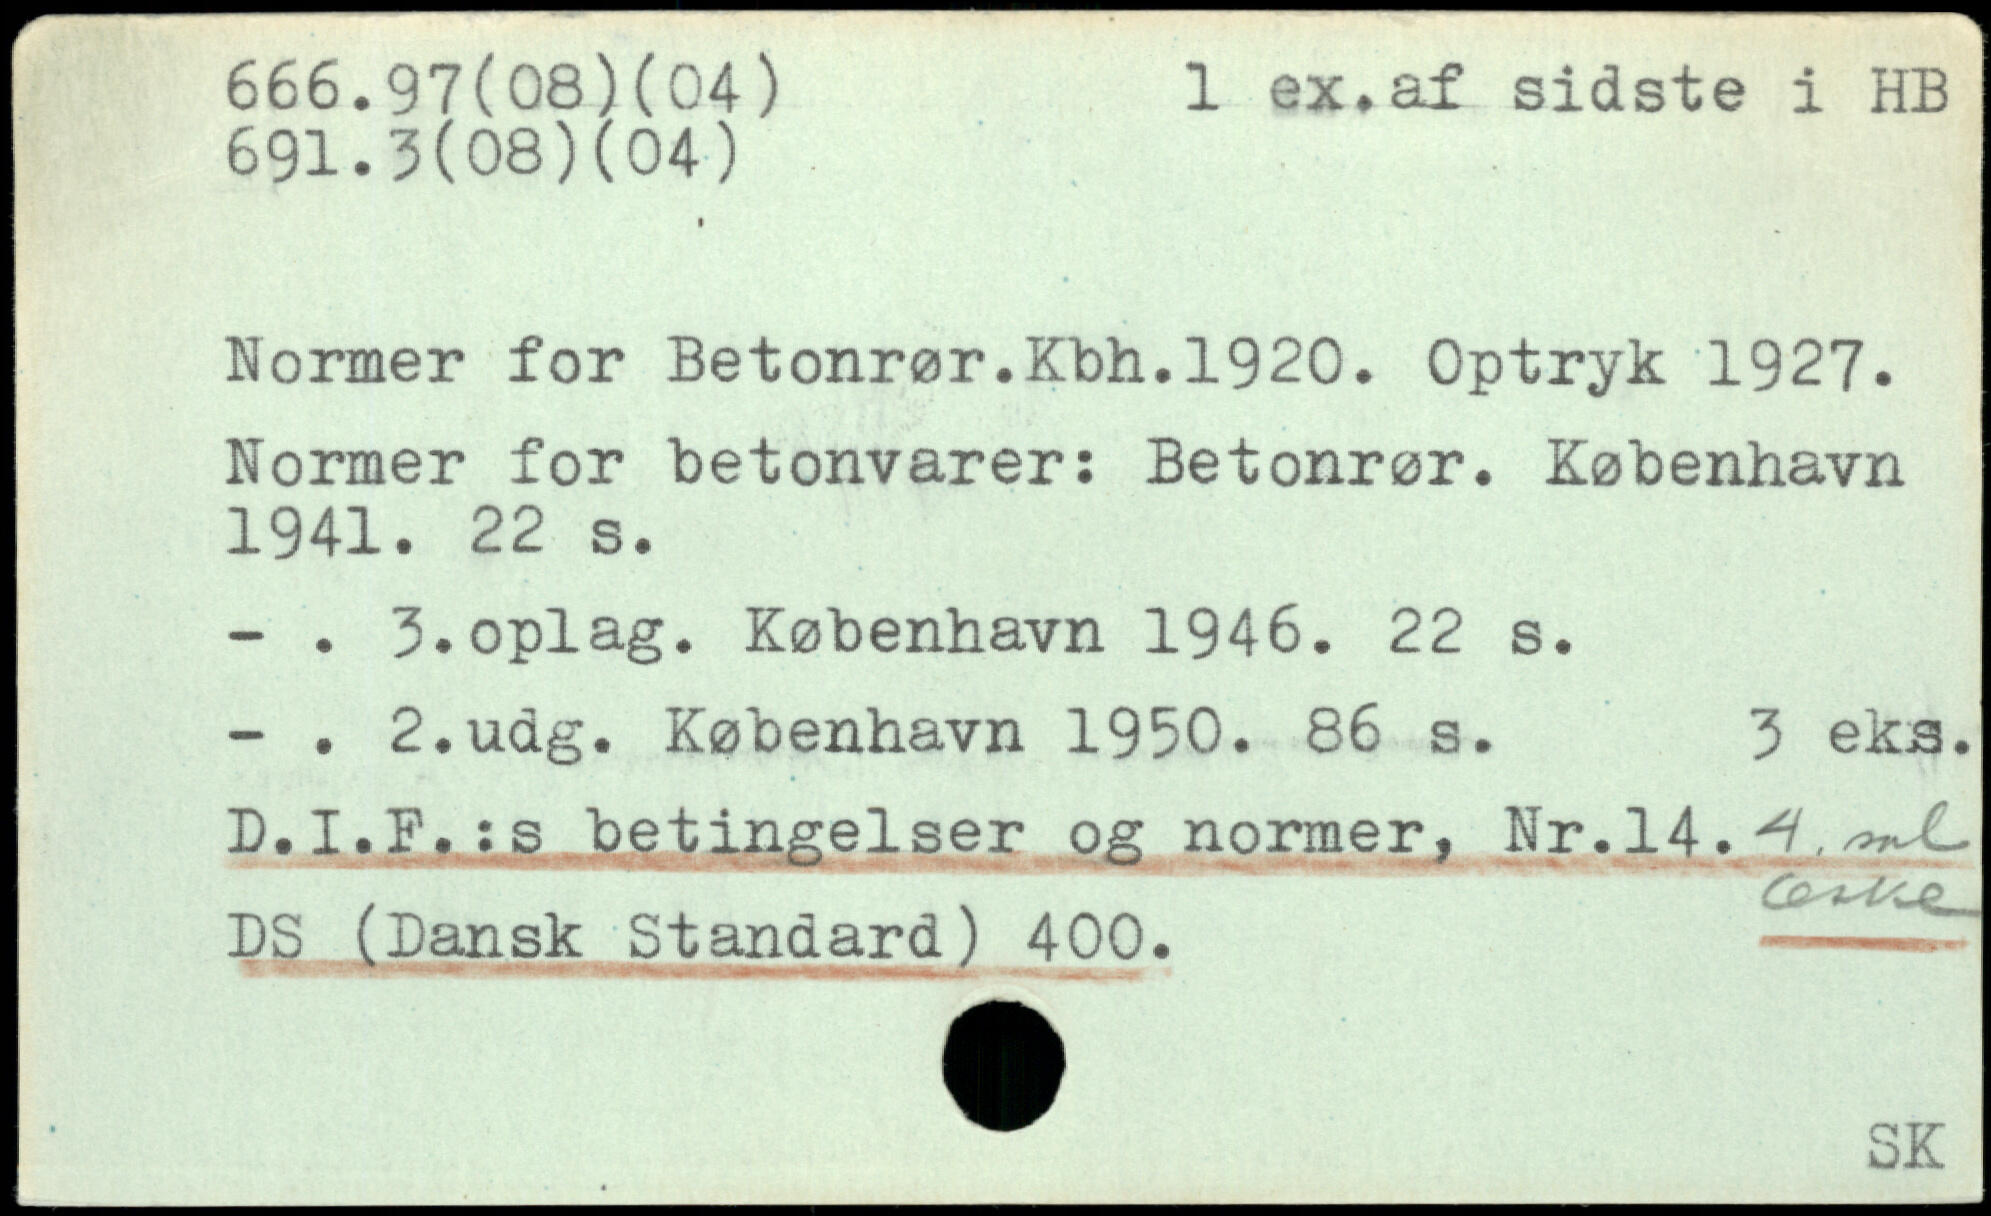 666.97(08)(04) 1 ex.af sidste i HB
691.3(08)(04)
Normer for Betonrør.Kbh.1920. Optryk 1927.
Normer for betonvarer: Betonrør. København
1941. 22 s.
- . 3.oplag. København 1946. 22 s.
- . 2.udg. København 1950. 86 s. 3 eks.
D.I.F.:s betingelser og normer, Nr.14. 4.
æske
DS (Dansk Standard) 400.
SK